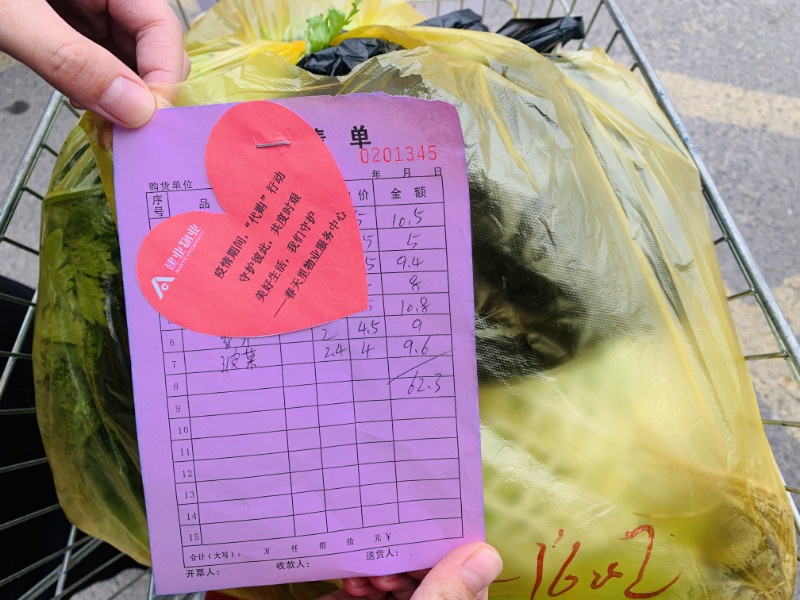 单
0201345
购货单位 年 月 日
序号 品 价 金额
10.5
5
9.4
8
10.8
6 2 4.5 9
7 菠菜 2.4 4 9.6
8 62.3
9
10
11
12
13
14
15
合计(大写): 万 仟 佰 拾 元 ¥
开票人: 收款人: 送货人:
建业物业
疫情期间，“代购”行动
守护彼此，共度时艰
美好生活，我们守护
——春天里物业服务中心